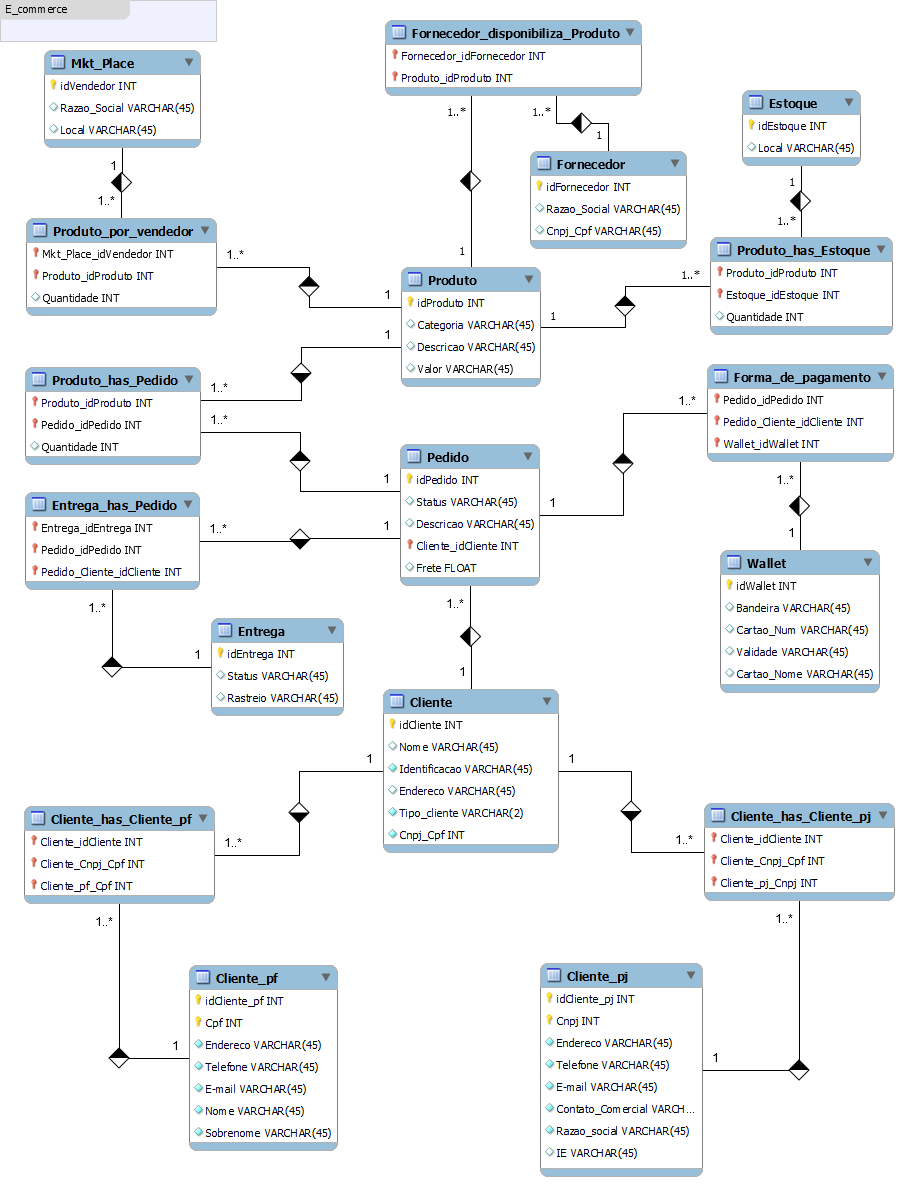 E_commerce
Mkt_Place
idVendedor INT
Razao_Social VARCHAR(45)
Local VARCHAR(45)
Fornecedor_disponibiliza_Produto
Fornecedor_idFornecedor INT
Produto_idProduto INT
Estoque
idEstoque INT
Local VARCHAR(45)
1..*
1..*
1
Fornecedor
idFornecedor INT
Razao_Social VARCHAR(45)
Cnpj_Cpf VARCHAR(45)
1
1..*
1
1..*
Produto_por_vendedor
Mkt_Place_idVendedor INT
Produto_idProduto INT
Quantidade INT
1..*
1
1
Produto
idProduto INT
Categoria VARCHAR(45)
Descricao VARCHAR(45)
Valor VARCHAR(45)
1..*
1
Produto_has_Estoque
Produto_idProduto INT
Estoque_idEstoque INT
Quantidade INT
1
1..*
Produto_has_Pedido
Produto_idProduto INT
Pedido_idPedido INT
Quantidade INT
1..*
1
Forma_de_pagamento
Pedido_idPedido INT
Pedido_Cliente_idCliente INT
Wallet_idWallet INT
1..*
1
Pedido
idPedido INT
Status VARCHAR(45)
Descricao VARCHAR(45)
Cliente_idCliente INT
Frete FLOAT
1..*
1
Entrega_has_Pedido
Entrega_idEntrega INT
Pedido_idPedido INT
Pedido_Cliente_idCliente INT
1..*
1
Wallet
idWallet INT
Bandeira VARCHAR(45)
Cartao_Num VARCHAR(45)
Validade VARCHAR(45)
Cartao_Nome VARCHAR(45)
1..*
1
Entrega
idEntrega INT
Status VARCHAR(45)
Rastreio VARCHAR(45)
1..*
1
Cliente
idCliente INT
Nome VARCHAR(45)
Identificacao VARCHAR(45)
Endereco VARCHAR(45)
Tipo_cliente VARCHAR(2)
Cnpj_Cpf INT
1
1..*
1
1..*
Cliente_has_Cliente_pf
Cliente_idCliente INT
Cliente_Cnpj_Cpf INT
Cliente_pf_Cpf INT
Cliente_has_Cliente_pj
Cliente_idCliente INT
Cliente_Cnpj_Cpf INT
Cliente_pj_Cnpj INT
1..*
1
1..*
1
Cliente_pf
idCliente_pf INT
Cpf INT
Endereco VARCHAR(45)
Telefone VARCHAR(45)
E-mail VARCHAR(45)
Nome VARCHAR(45)
Sobrenome VARCHAR(45)
Cliente_pj
idCliente_pj INT
Cnpj INT
Endereco VARCHAR(45)
Telefone VARCHAR(45)
E-mail VARCHAR(45)
Contato_Comercial VARCH...
Razao_social VARCHAR(45)
IE VARCHAR(45)